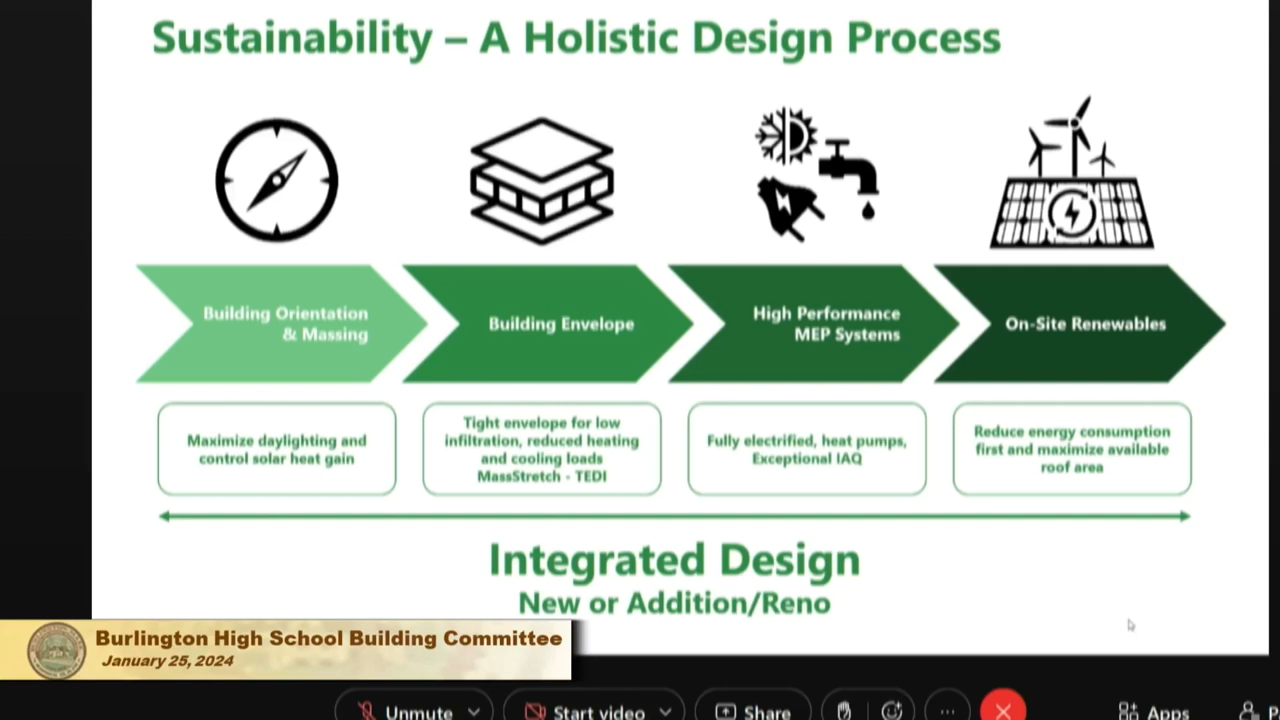 Sustainability – A Holistic Design Process
Building Orientation
& Massing
Building Envelope
High Performance
MEP Systems
On-Site Renewables
Maximize daylighting and
control solar heat gain
Tight envelope for low
infiltration, reduced heating
and cooling loads
MassStretch - TEDI
Fully electrified, heat pumps,
Exceptional IAQ
Reduce energy consumption
first and maximize available
roof area
Integrated Design
New or Addition/Reno
Burlington High School Building Committee
January 25, 2024
Unmute
Start video
Share
Apps
P